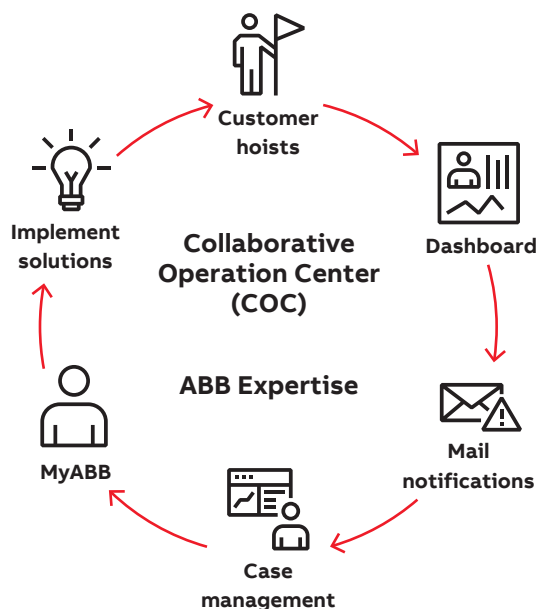 Customer
hoists
Dashboard
Mail
notifications
Case
management
MyABB
Implement
solutions
Collaborative
Operation Center
(COC)
ABB Expertise